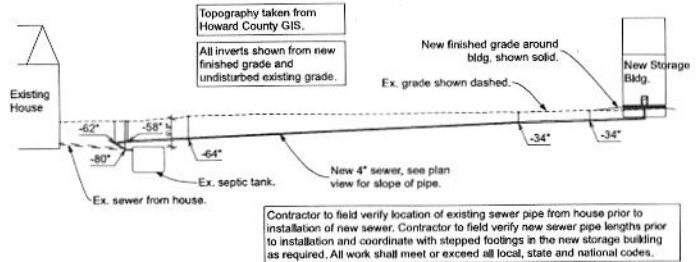 Topography taken from
Howard County GIS.
All inverts shown from new
finished grade and
undisturbed existing grade.
New finished grade around
bldg. shown solid.
New Storage
Bldg.
Ex. grade shown dashed.
Existing
House
-62"
-58"
-80"
-64"
-34"
-34"
Ex. sewer from house.
Ex. septic tank.
New 4" sewer, see plan
view for slope of pipe.
Contractor to field verify location of existing sewer pipe from house prior to
installation of new sewer. Contractor to field verify new sewer pipe lengths prior
to installation and coordinate with stepped footings in the new storage building
as required. All work shall meet or exceed all local, state and national codes.